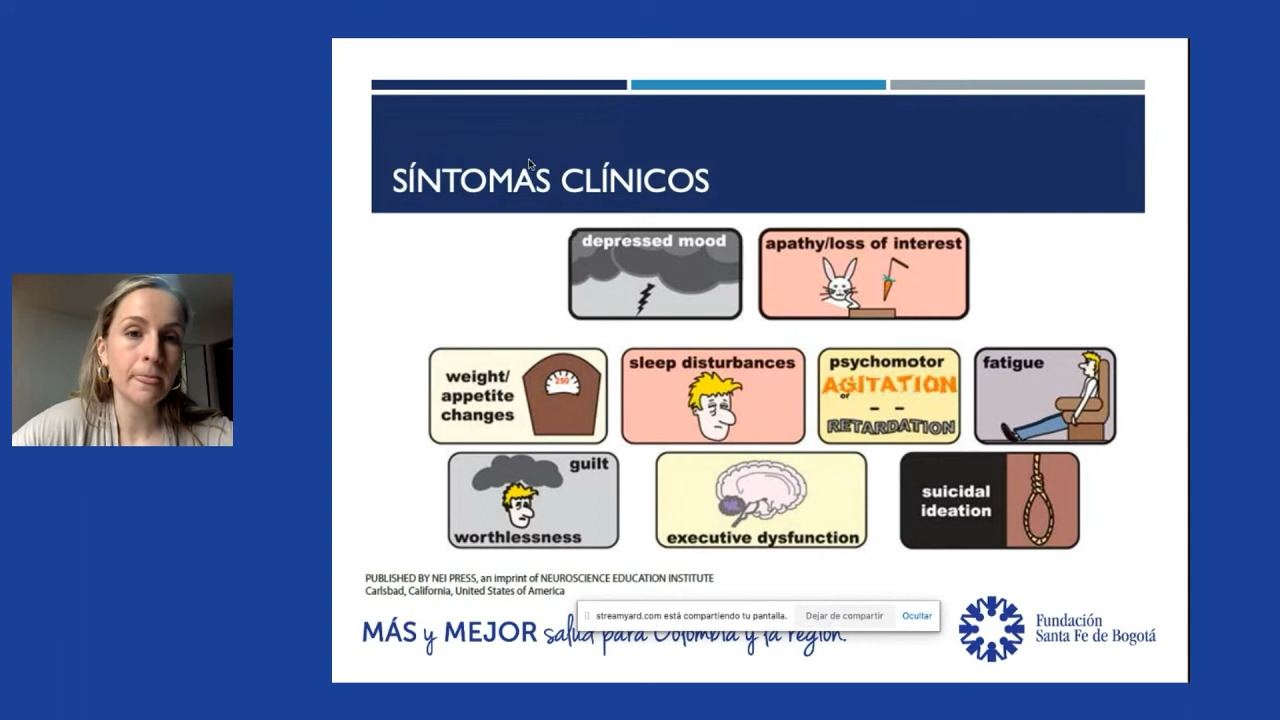 SÍNTOMAS CLÍNICOS
depressed mood
apathy/loss of interest
weight/
appetite
changes
250
sleep disturbances
psychomotor
AGITATION
or
RETARDATION
fatigue
guilt
worthlessness
executive dysfunction
suicidal
ideation
PUBLISHED BY NEI PRESS, an imprint of NEUROSCIENCE EDUCATION INSTITUTE
Carlsbad, California, United States of America
streamyard.com está compartiendo tu pantalla.
Dejar de compartir
Ocultar
MÁS y MEJOR salud para Colombia y la región.
Fundación
Santa Fe de Bogotá